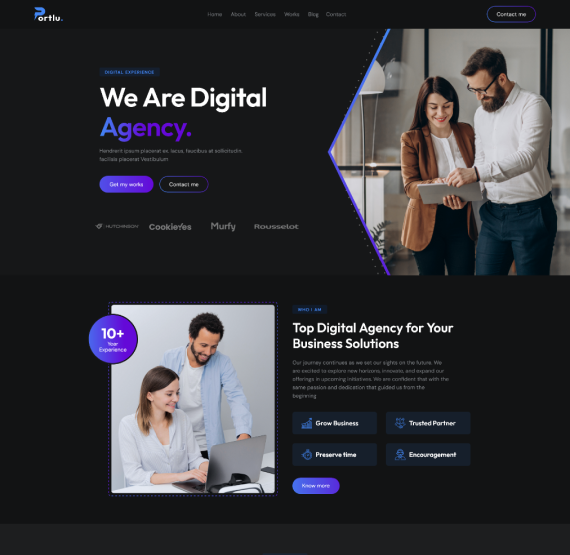 Portlu.
Home About Services Works Blog Contact
Contact me
DIGITAL EXPERIENCE
We Are Digital
Agency.
Hendrerit ipsum placerat ex, lacus, faucibus at sollicitudin,
facilisis placerat Vestibulum
Get my works
Contact me
HUTCHINSON
CookieYes
Murfy
Rousselot
10+
Year
Experience
WHO I AM
Top Digital Agency for Your
Business Solutions
Our journey continues as we set our sights on the future. We
are excited to explore new horizons, innovate, and expand our
offerings in upcoming initiatives. We are confident that with the
same passion and dedication that guided us from the
beginning
Grow Business
Trusted Partner
Preserve time
Encouragement
Know more